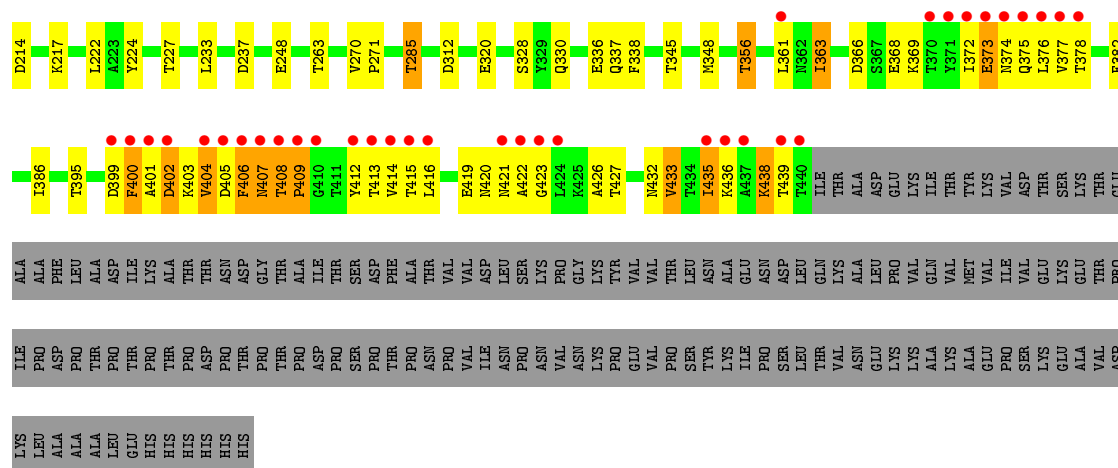 D214 K217 L222 A223 Y224 T227 L233 D237 E248 T263 V270 P271 T285 D312 E320 S328 Y329 Q330 E336 Q337 F338 T345 M348 T356 L361 N362 I363 D366 S367 E368 K369 T370 Y371 I372 E373 N374 Q375 L376 V377 T378 E382
I386 T395 D399 F400 A401 D402 K403 V404 D405 F406 N407 T408 P409 G410 T411 Y412 T413 V414 T415 L416 E419 N420 N421 A422 G423 L424 K425 A426 T427 N432 V433 T434 I435 K436 A437 K438 T439 T440 ILE THR ALA ASP GLU LYS ILE THR TYR LYS VAL ASP THR SER LYS THR GLU
ALA ALA PHE LEU ALA ASP ILE LYS ALA THR THR ASN ASP GLY THR ALA ILE THR SER ASP PHE ALA THR VAL VAL ASP LEU SER LYS PRO GLY LYS TYR VAL VAL THR LEU ASN ALA GLU ASN ASP LEU GLN LYS ALA LEU PRO VAL GLN VAL MET VAL ILE VAL GLU LYS GLU THR PRO
ILE PRO ASP PRO THR PRO THR PRO THR PRO ASP PRO THR PRO THR PRO ASP PRO SER PRO THR PRO ASN PRO VAL ILE ASN PRO ASN VAL ASN LYS PRO GLU VAL PRO SER TYR LYS ILE PRO SER LEU THR VAL ASN GLU LYS LYS ALA LYS ALA GLU PRO SER LYS GLU ALA VAL ASP
LYS LEU ALA ALA ALA LEU GLU HIS HIS HIS HIS HIS HIS